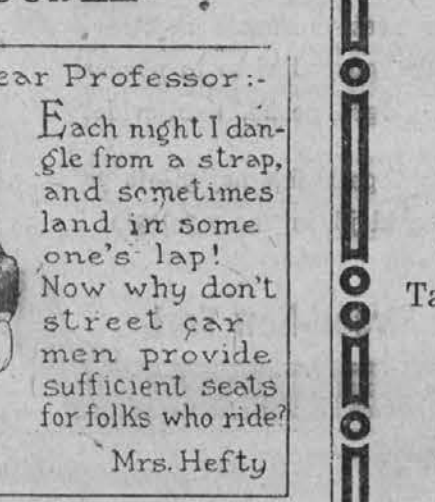 ear Professor:-
Each night I dan-
gle from a strap,
and sometimes
land in some
one's lap!
Now why don't
street car
men provide
sufficient seats
for folks who ride?
Mrs. Hefty
Ta